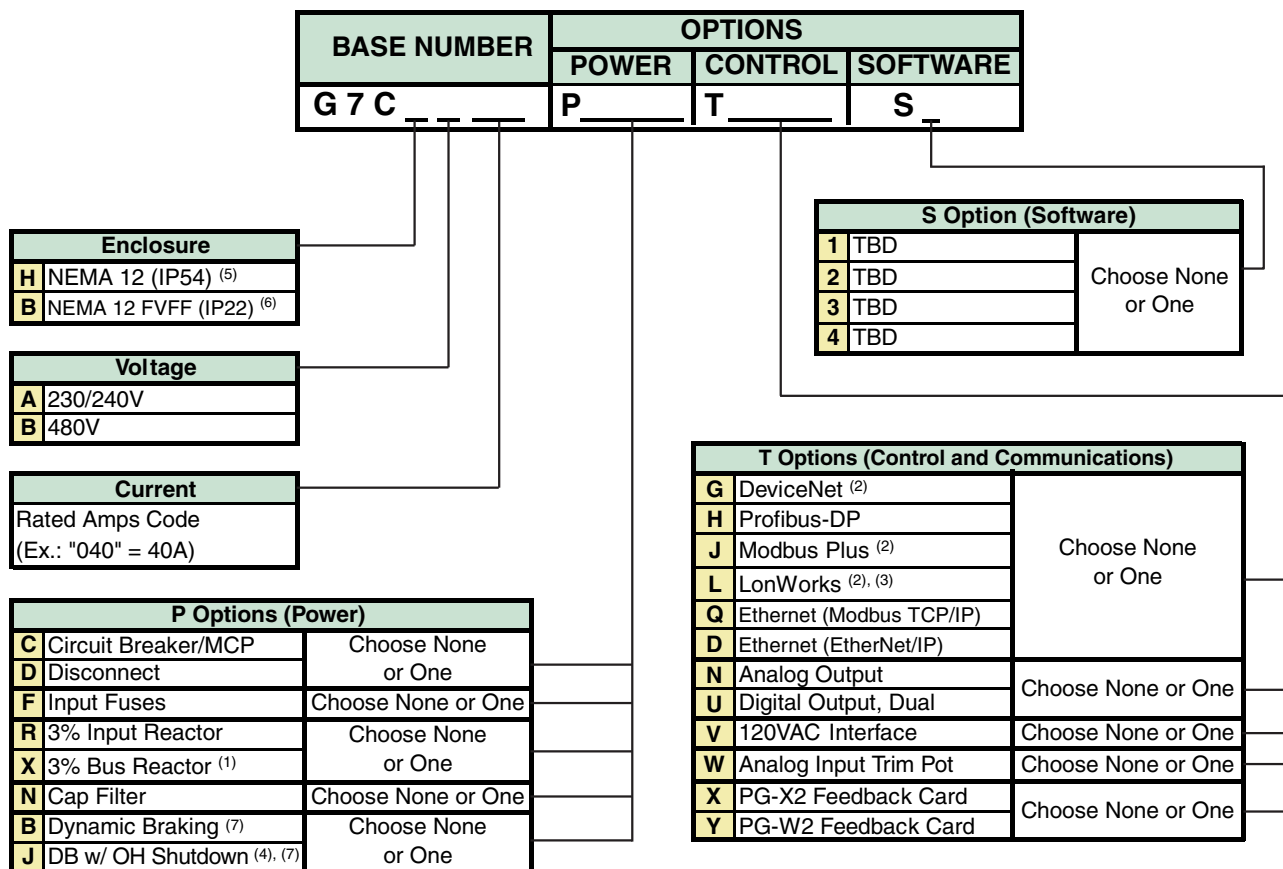 BASE NUMBER
OPTIONS
POWER CONTROL SOFTWARE
G 7 C _ _ ___ P_____ T_____ S _
Enclosure
H NEMA 12 (IP54) (5)
B NEMA 12 FVFF (IP22) (6)
Voltage
A 230/240V
B 480V
Current
Rated Amps Code
(Ex.: "040" = 40A)
P Options (Power)
C Circuit Breaker/MCP
D Disconnect
Choose None
or One
F Input Fuses Choose None or One
R 3% Input Reactor
X 3% Bus Reactor (1)
Choose None
or One
N Cap Filter Choose None or One
B Dynamic Braking (7)
J DB w/ OH Shutdown (4), (7)
Choose None
or One
S Option (Software)
1 TBD
2 TBD
3 TBD
4 TBD
Choose None
or One
T Options (Control and Communications)
G DeviceNet (2)
H Profibus-DP
J Modbus Plus (2)
L LonWorks (2), (3)
Q Ethernet (Modbus TCP/IP)
D Ethernet (EtherNet/IP)
Choose None
or One
N Analog Output
U Digital Output, Dual
Choose None or One
V 120VAC Interface Choose None or One
W Analog Input Trim Pot Choose None or One
X PG-X2 Feedback Card
Y PG-W2 Feedback Card
Choose None or One